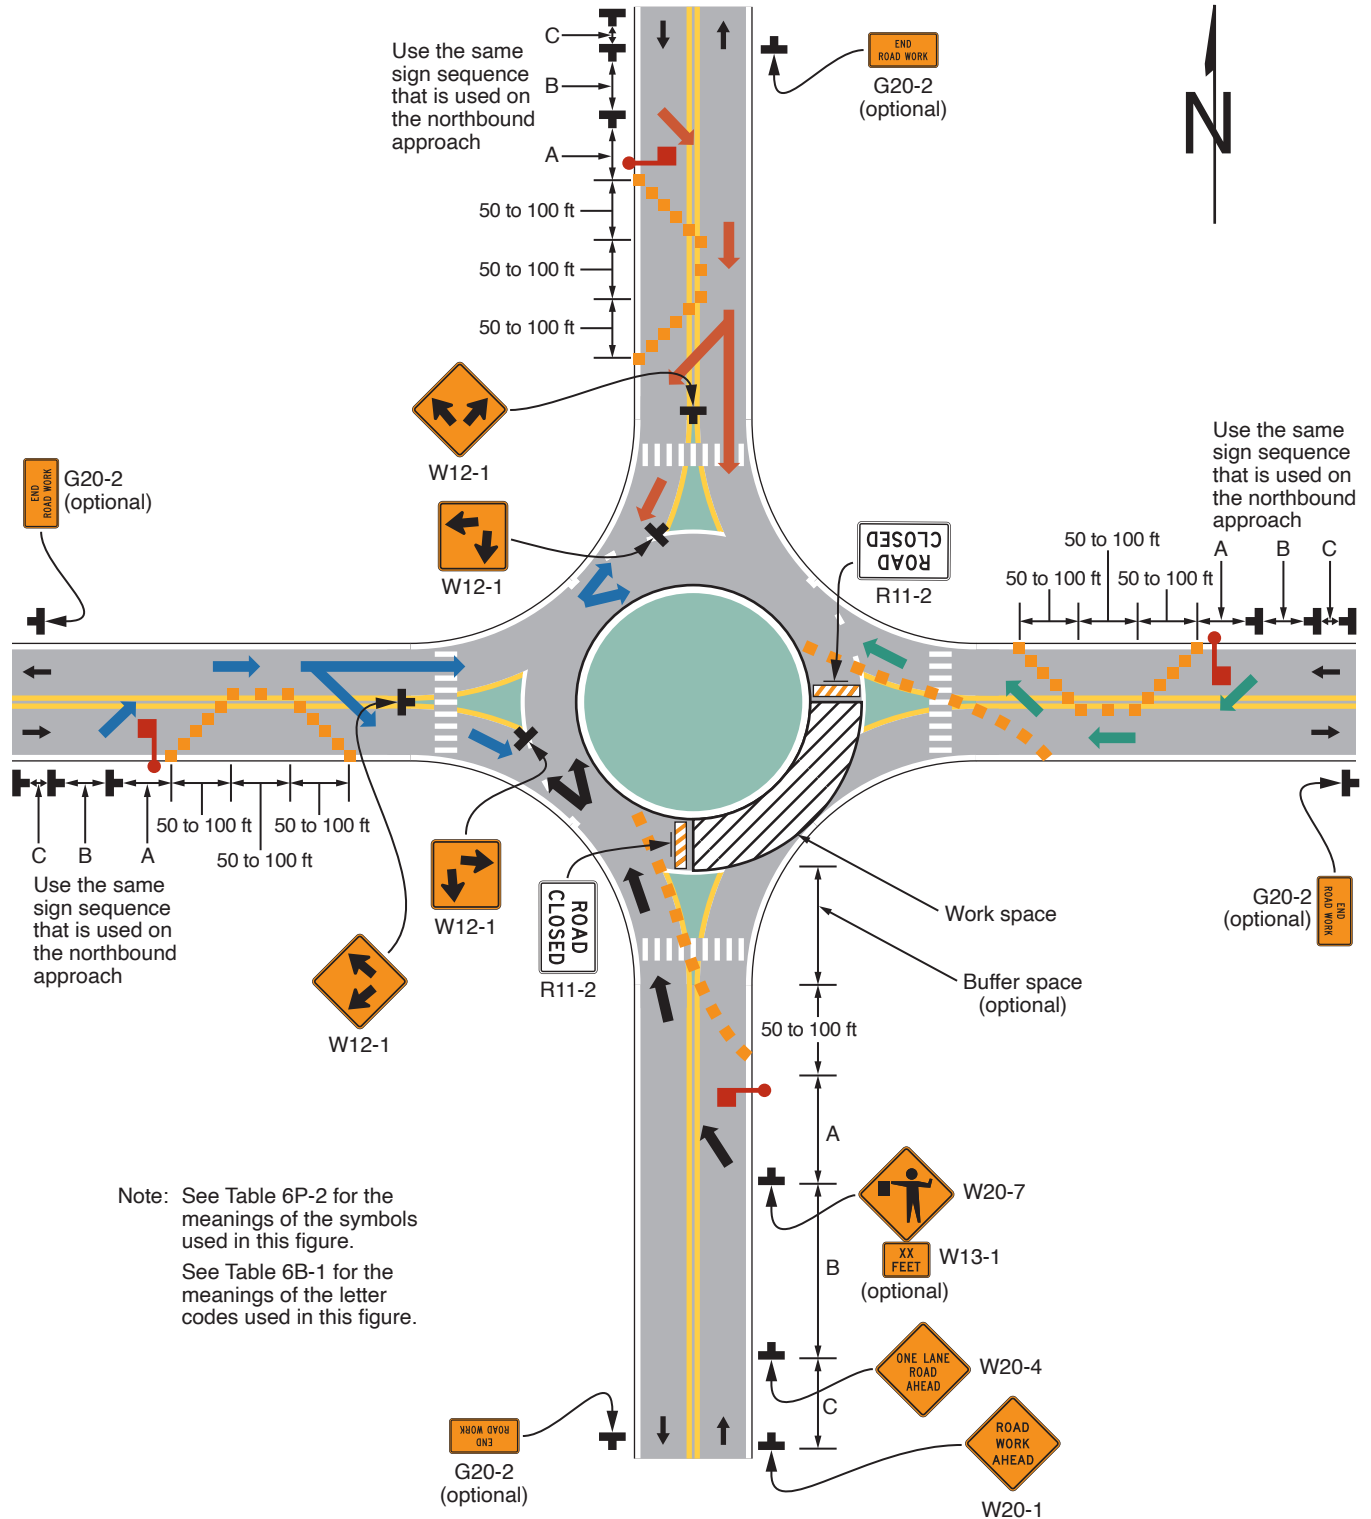 C
Use the same
sign sequence
that is used on
the northbound
approach
B
A
END
ROAD WORK
G20-2
(optional)
N
50 to 100 ft
50 to 100 ft
50 to 100 ft
W12-1
W12-1
END
ROAD WORK
G20-2
(optional)
ROAD
CLOSED
R11-2
Use the same
sign sequence
that is used on
the northbound
approach
50 to 100 ft
50 to 100 ft
50 to 100 ft
A
B
C
50 to 100 ft
50 to 100 ft
50 to 100 ft
C
B
A
Use the same
sign sequence
that is used on
the northbound
approach
W12-1
W12-1
ROAD
CLOSED
R11-2
Work space
Buffer space
(optional)
G20-2
(optional)
END
ROAD WORK
50 to 100 ft
A
W20-7
XX
FEET
W13-1
(optional)
B
ONE LANE
ROAD
AHEAD
W20-4
C
ROAD
WORK
AHEAD
W20-1
Note: See Table 6P-2 for the
meanings of the symbols
used in this figure.
See Table 6B-1 for the
meanings of the letter
codes used in this figure.
END
ROAD WORK
G20-2
(optional)